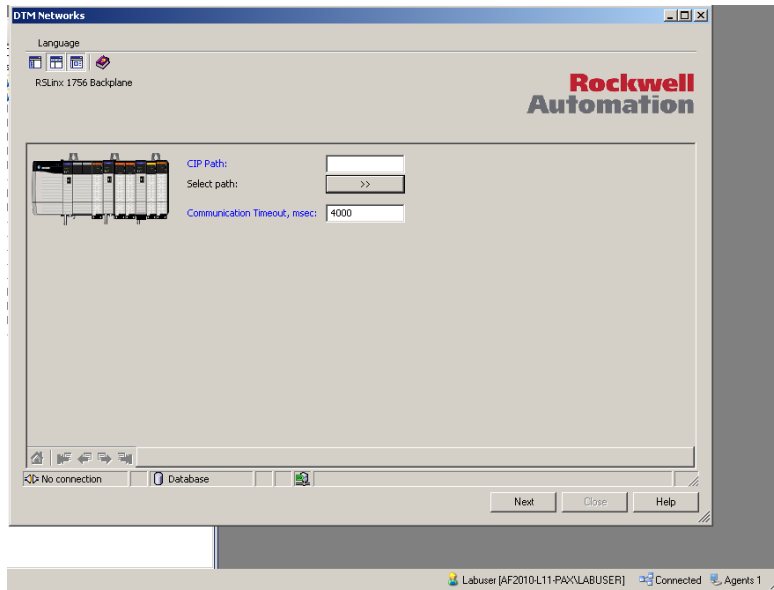 DTM Networks
Language
RSLinx 1756 Backplane
Rockwell
Automation
CIP Path:
Select path: >>
Communication Timeout, msec: 4000
No connection Database
Next Close Help
Labuser [AF2010-L11-PAX\LABUSER] Connected Agents 1